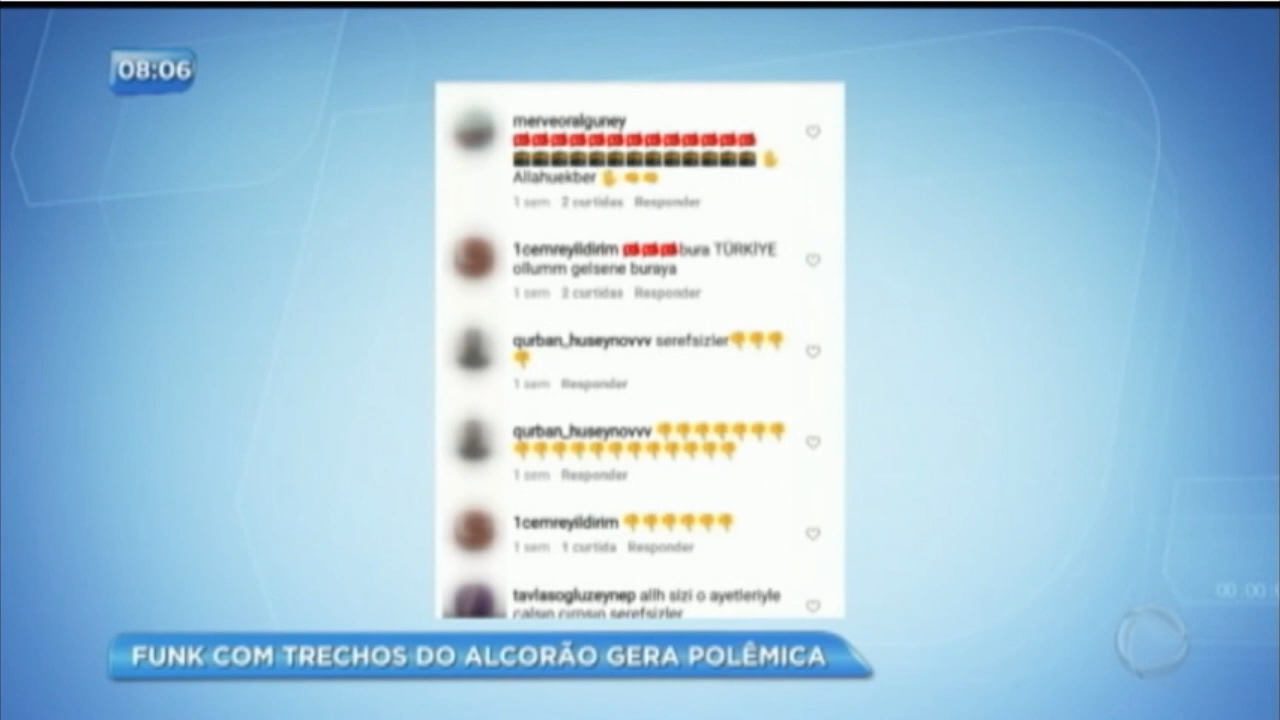 08:06
merveoralguney
Allahuekber
1 sem 2 curtidas Responder
1cemreyildirim bura TÜRKİYE
ollumm gelsene buraya
1 sem 2 curtidas Responder
qurban_huseynovvv serefsizler
1 sem Responder
qurban_huseynovvv
1 sem Responder
1cemreyildirim
1 sem 1 curtida Responder
tavlasogluzeynep allh sizi o ayetleriyle
serefsizler
FUNK COM TRECHOS DO ALCORÃO GERA POLÊMICA